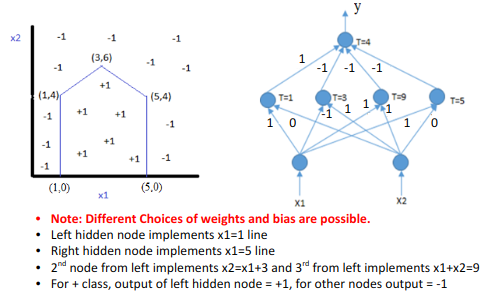 y
x2
-1 -1 -1
T=4
(3,6)
-1 -1 -1
1 -1 -1 -1
+1
(1,4) (5,4)
T=1 T=3 T=9 T=5
-1 +1 +1 -1
1 0 -1 1 1 1 1 0
-1 +1
-1 +1 +1 -1
(1,0) x1 (5,0)
x1 x2
• Note: Different Choices of weights and bias are possible.
• Left hidden node implements x1=1 line
• Right hidden node implements x1=5 line
• 2nd node from left implements x2=x1+3 and 3rd from left implements x1+x2=9
• For + class, output of left hidden node = +1, for other nodes output = -1